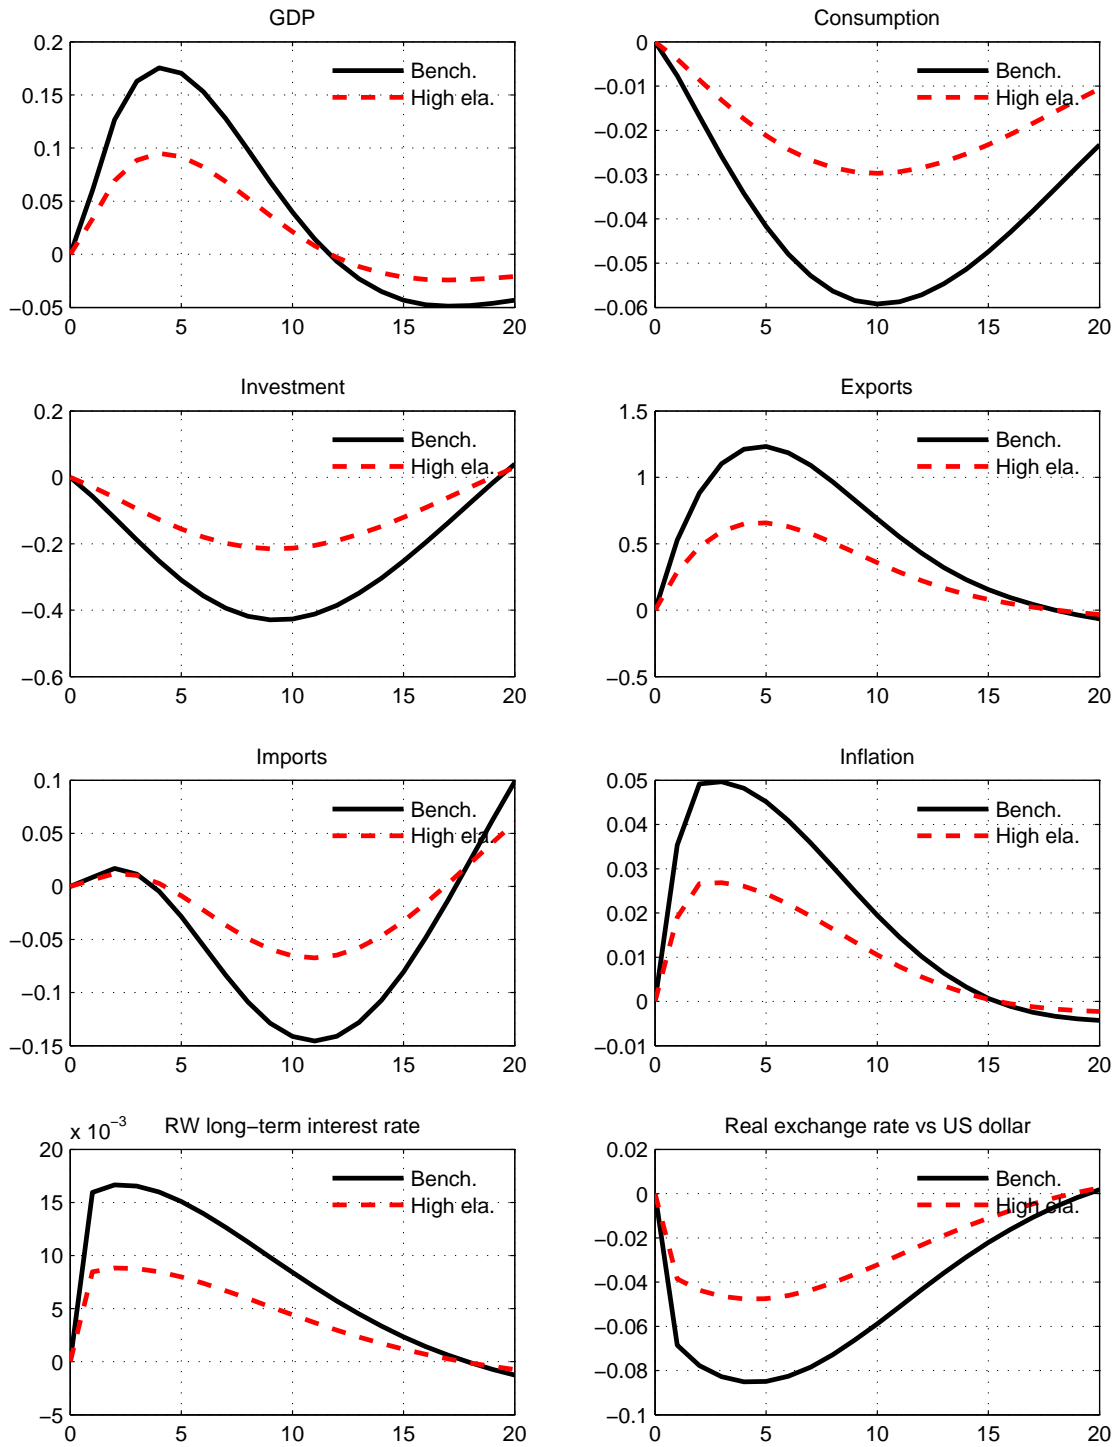 GDP
0.2
0.15
0.1
0.05
0
−0.05
0 5 10 15 20
Bench.
High ela.
Consumption
0
−0.01
−0.02
−0.03
−0.04
−0.05
−0.06
0 5 10 15 20
Bench.
High ela.
Investment
0.2
0
−0.2
−0.4
−0.6
0 5 10 15 20
Bench.
High ela.
Exports
1.5
1
0.5
0
−0.5
0 5 10 15 20
Bench.
High ela.
Imports
0.1
0.05
0
−0.05
−0.1
−0.15
0 5 10 15 20
Bench.
High ela.
Inflation
0.05
0.04
0.03
0.02
0.01
0
−0.01
0 5 10 15 20
Bench.
High ela.
x 10−3 RW long−term interest rate
20
15
10
5
0
−5
0 5 10 15 20
Bench.
High ela.
Real exchange rate vs US dollar
0.02
0
−0.02
−0.04
−0.06
−0.08
−0.1
0 5 10 15 20
Bench.
High ela.